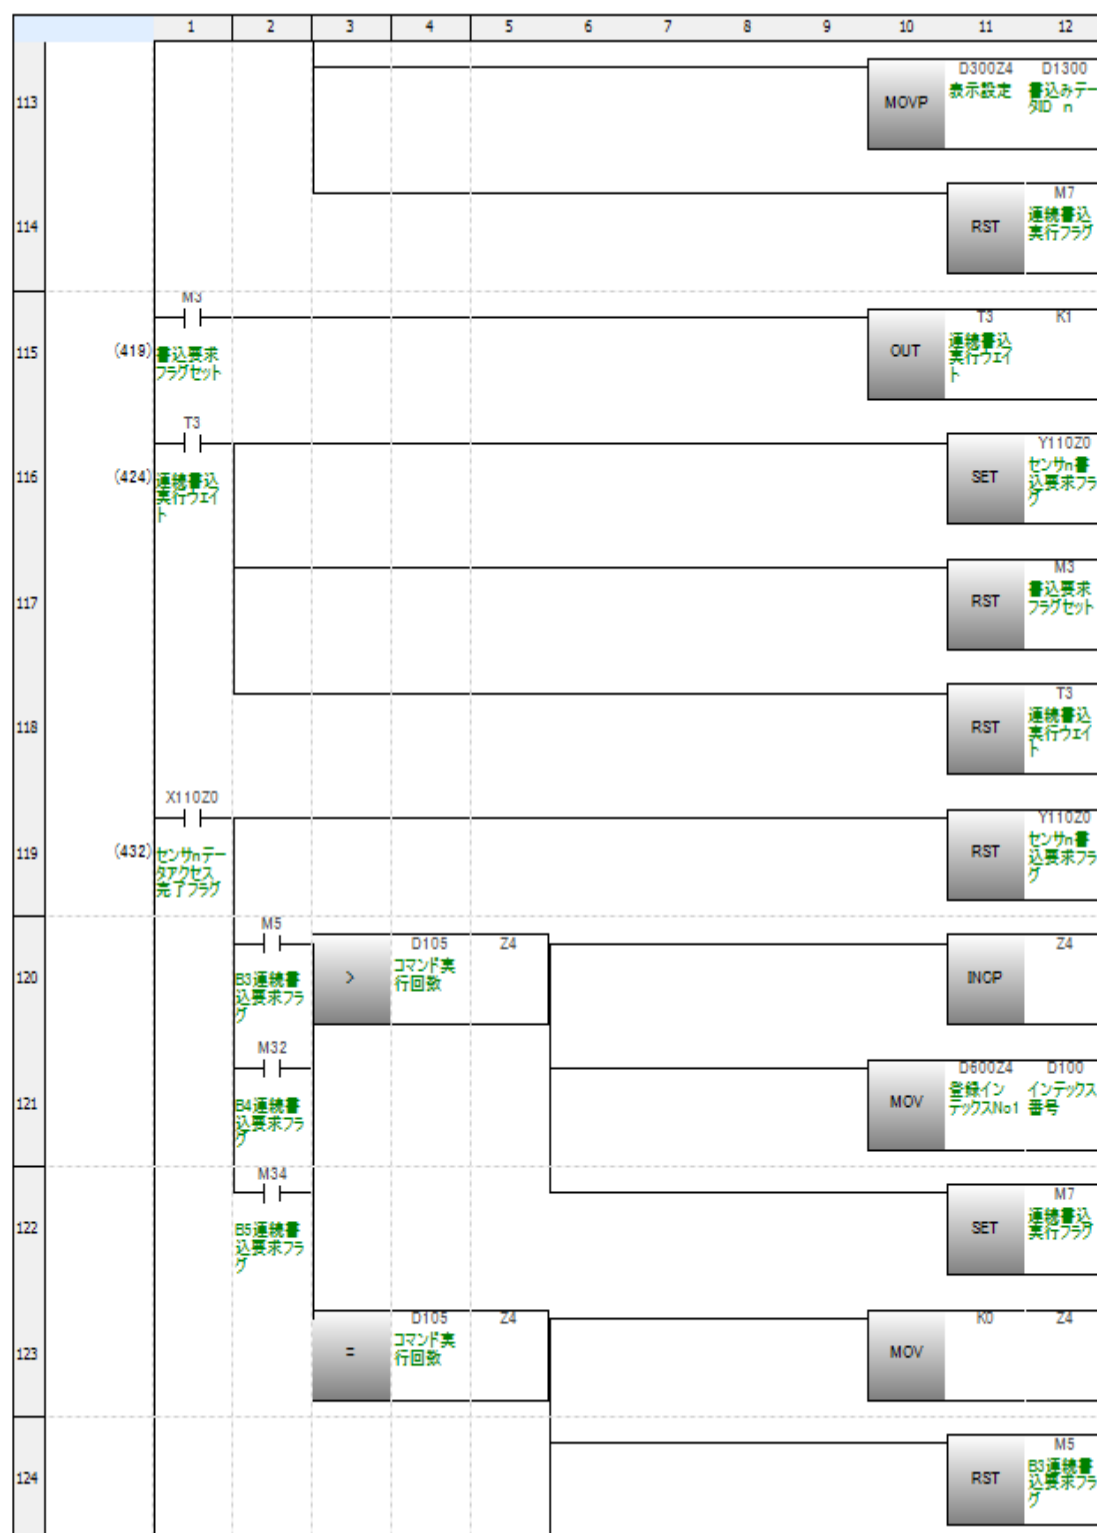 1 2 3 4 5 6 7 8 9 10 11 12
113
MOVP
D300Z4 D1300
表示設定 書込みデー
タID n
114
RST
M7
連続書込
実行フラグ
M3
115
(419)
書込要求
フラグセット
OUT
T3 K1
連続書込
実行ウェイ
ト
T3
116
(424)
連続書込
実行ウェイ
ト
SET
Y110Z0
センサn書
込要求フラ
グ
117
RST
M3
書込要求
フラグセット
118
RST
T3
連続書込
実行ウェイ
ト
X110Z0
119
(432)
センサnデー
タアクセス
完了フラグ
RST
Y110Z0
センサn書
込要求フラ
グ
M5
120
B3連続書
込要求フラ
グ
>
D105 Z4
コマンド実
行回数
INCP
Z4
M32
121
B4連続書
込要求フラ
グ
MOV
D600Z4 D100
登録イン インデックス
デックスNo1 番号
M34
122
B5連続書
込要求フラ
グ
SET
M7
連続書込
実行フラグ
123
=
D105 Z4
コマンド実
行回数
MOV
K0 Z4
124
RST
M5
B3連続書
込要求フラ
グ